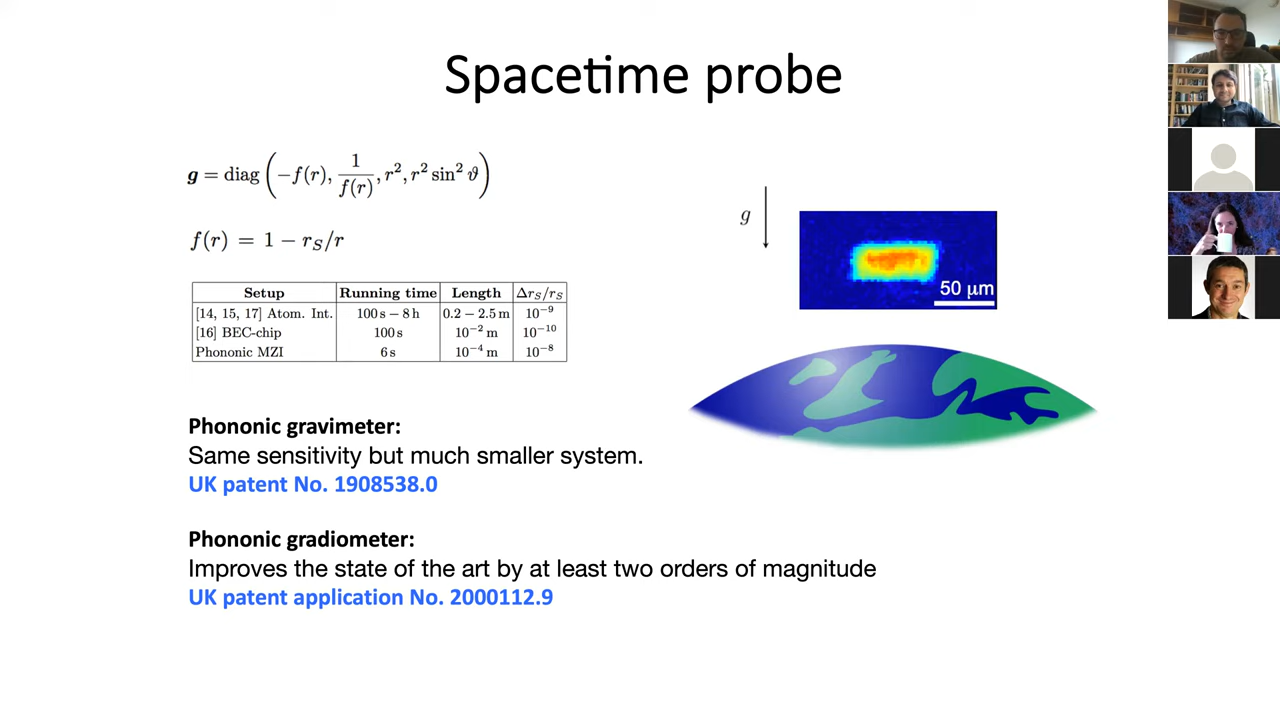 Spacetime probe
g = diag ( −f(r), 1/f(r), r², r² sin² ϑ )
f(r) = 1 − r_S/r
g
50 μm
Setup Running time Length Δr_S/r_S
[14, 15, 17] Atom. Int. 100 s − 8 h 0.2 − 2.5 m 10⁻⁹
[16] BEC-chip 100 s 10⁻² m 10⁻¹⁰
Phononic MZI 6 s 10⁻⁴ m 10⁻⁸
Phononic gravimeter:
Same sensitivity but much smaller system.
UK patent No. 1908538.0
Phononic gradiometer:
Improves the state of the art by at least two orders of magnitude
UK patent application No. 2000112.9